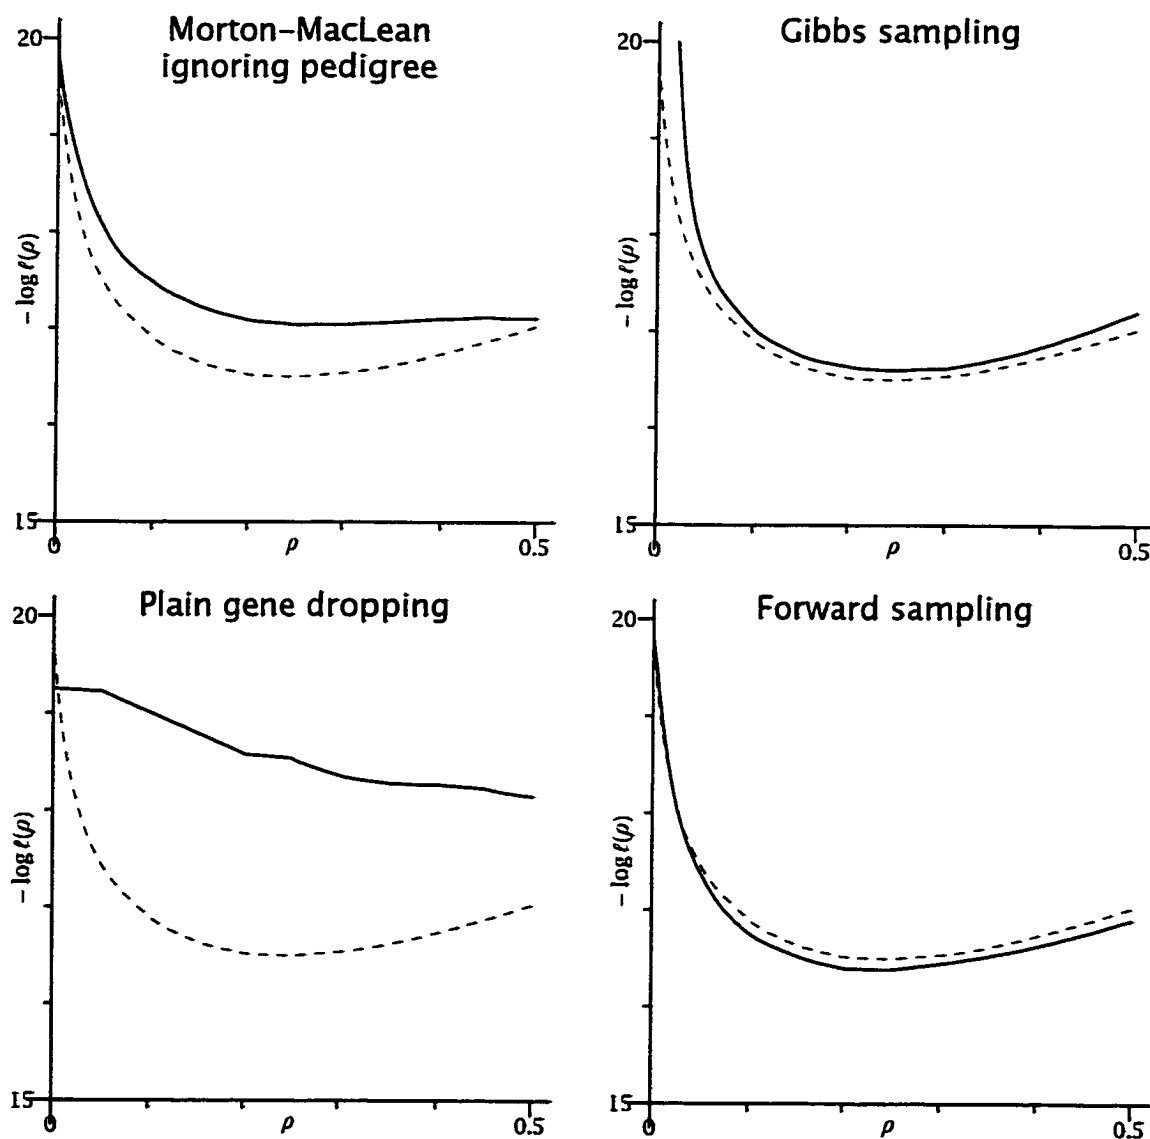 Morton–MacLean
ignoring pedigree
20
− log ℓ(ρ)
15
0
ρ
0.5
Gibbs sampling
20
− log ℓ(ρ)
15
0
ρ
0.5
Plain gene dropping
20
− log ℓ(ρ)
15
0
ρ
0.5
Forward sampling
20
− log ℓ(ρ)
15
0
ρ
0.5